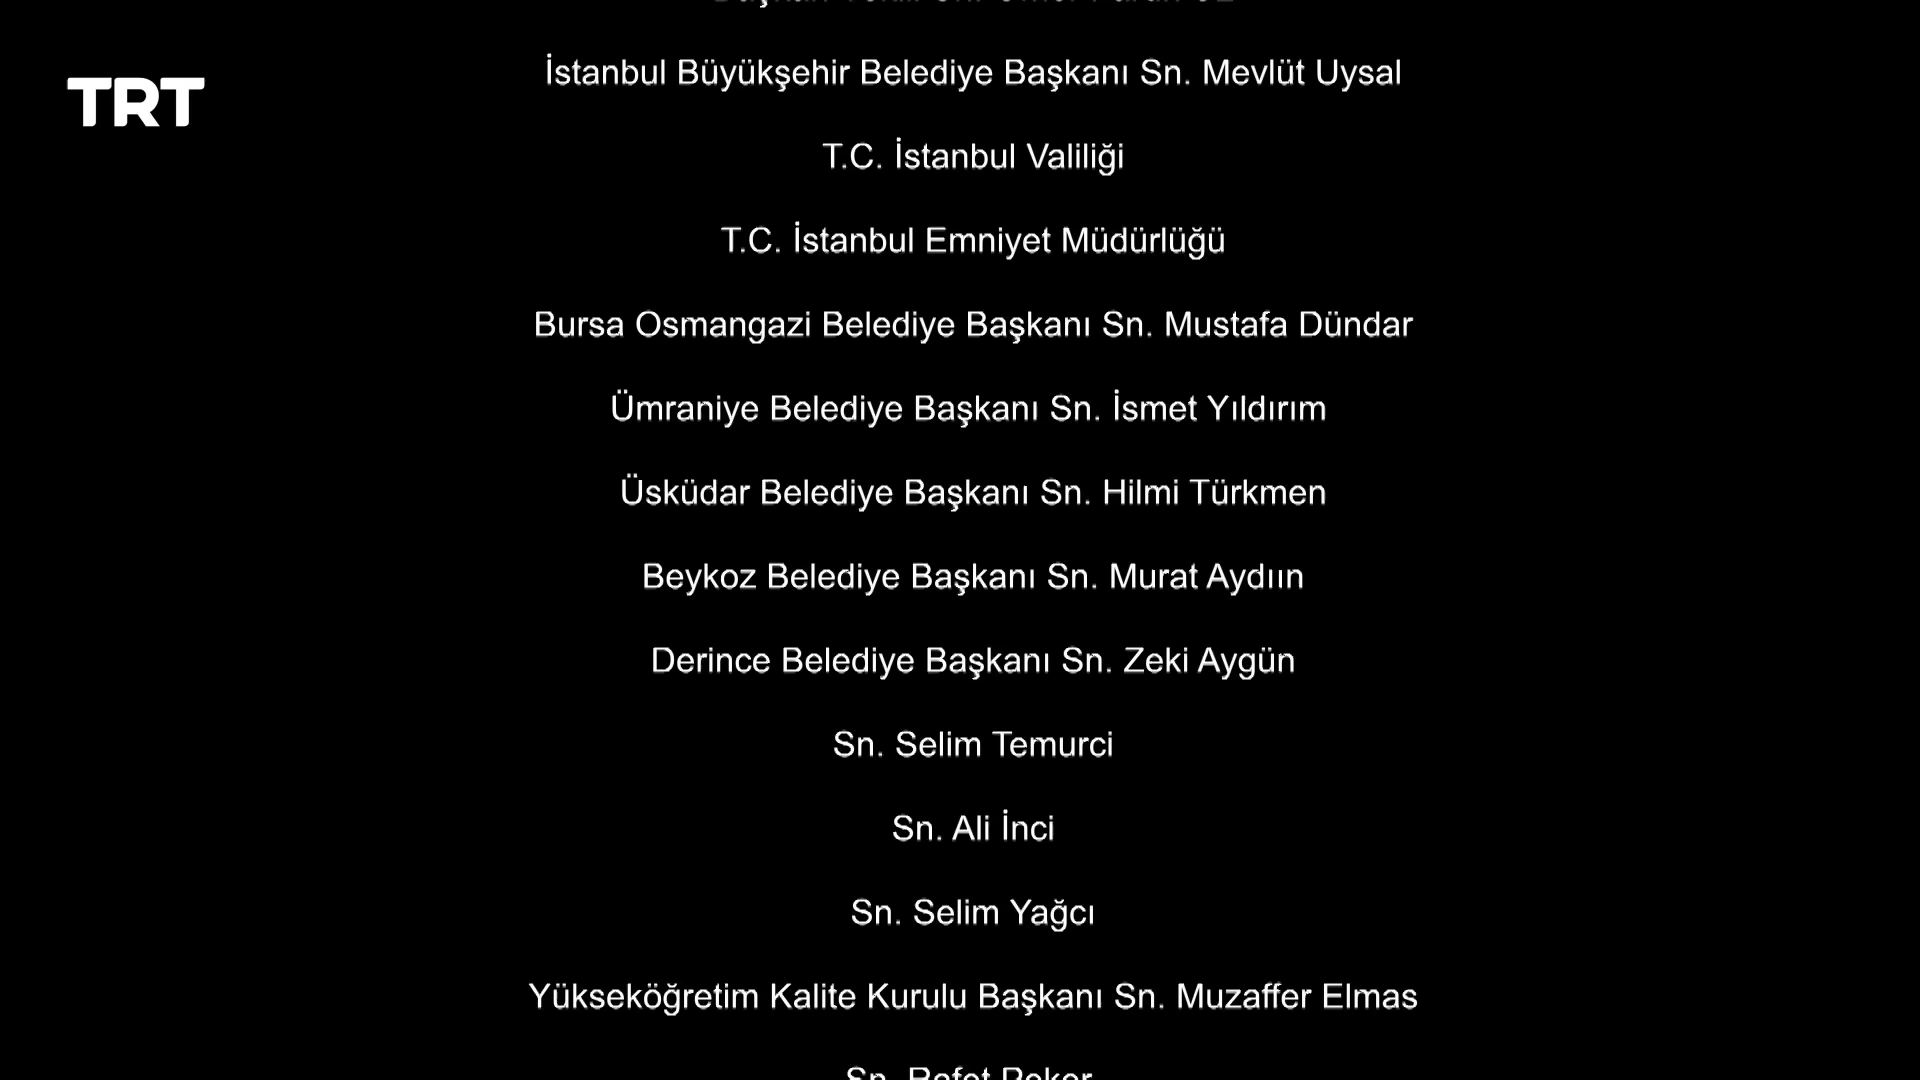 İstanbul Büyükşehir Belediye Başkanı Sn. Mevlüt Uysal
TRT
T.C. İstanbul Valiliği
T.C. İstanbul Emniyet Müdürlüğü
Bursa Osmangazi Belediye Başkanı Sn. Mustafa Dündar
Ümraniye Belediye Başkanı Sn. İsmet Yıldırım
Üsküdar Belediye Başkanı Sn. Hilmi Türkmen
Beykoz Belediye Başkanı Sn. Murat Aydıın
Derince Belediye Başkanı Sn. Zeki Aygün
Sn. Selim Temurci
Sn. Ali İnci
Sn. Selim Yağcı
Yükseköğretim Kalite Kurulu Başkanı Sn. Muzaffer Elmas
Sn.